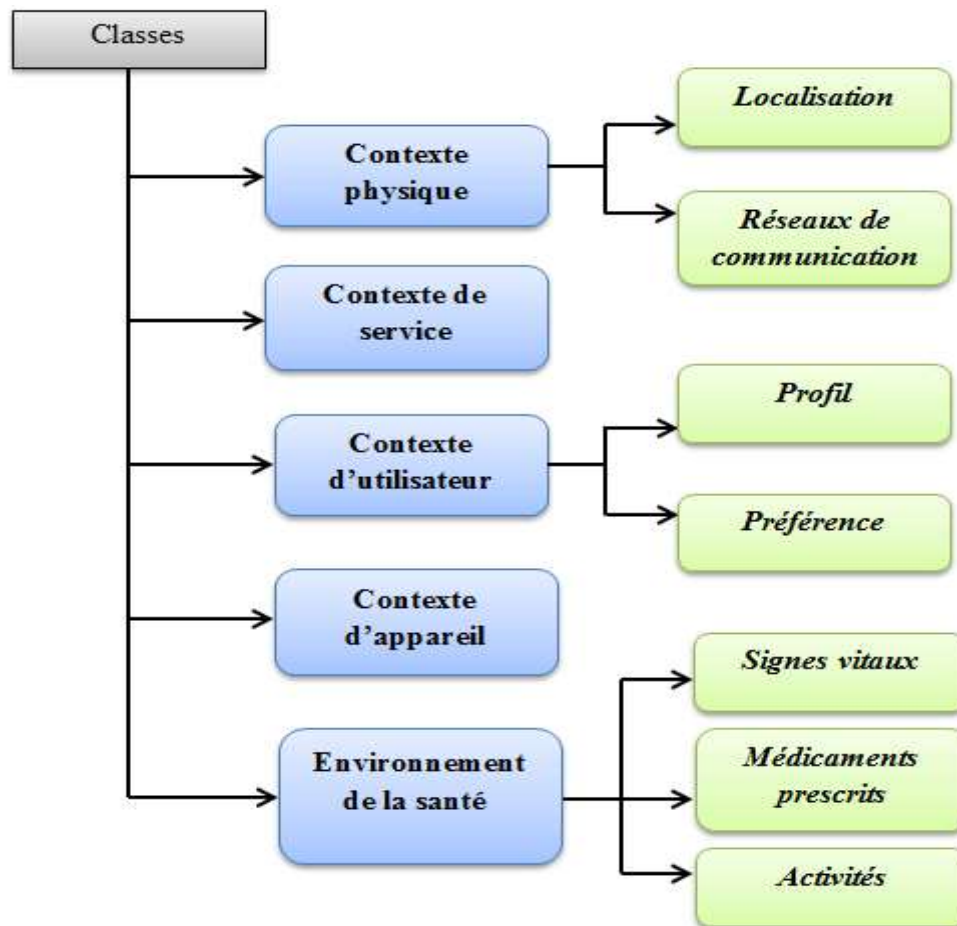 Classes
Contexte
physique
Localisation
Réseaux de
communication
Contexte de
service
Contexte
d’utilisateur
Profil
Préférence
Contexte
d’appareil
Environnement
de la santé
Signes vitaux
Médicaments
prescrits
Activités